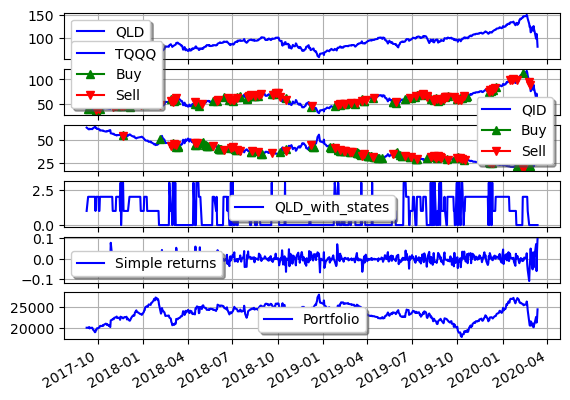 150
100
QLD
TQQQ
Buy
Sell
100
50
QID
Buy
Sell
50
25
2.5
0.0
QLD_with_states
0.1
0.0
−0.1
Simple returns
25000
20000
Portfolio
2017-10
2018-01
2018-04
2018-07
2018-10
2019-01
2019-04
2019-07
2019-10
2020-01
2020-04